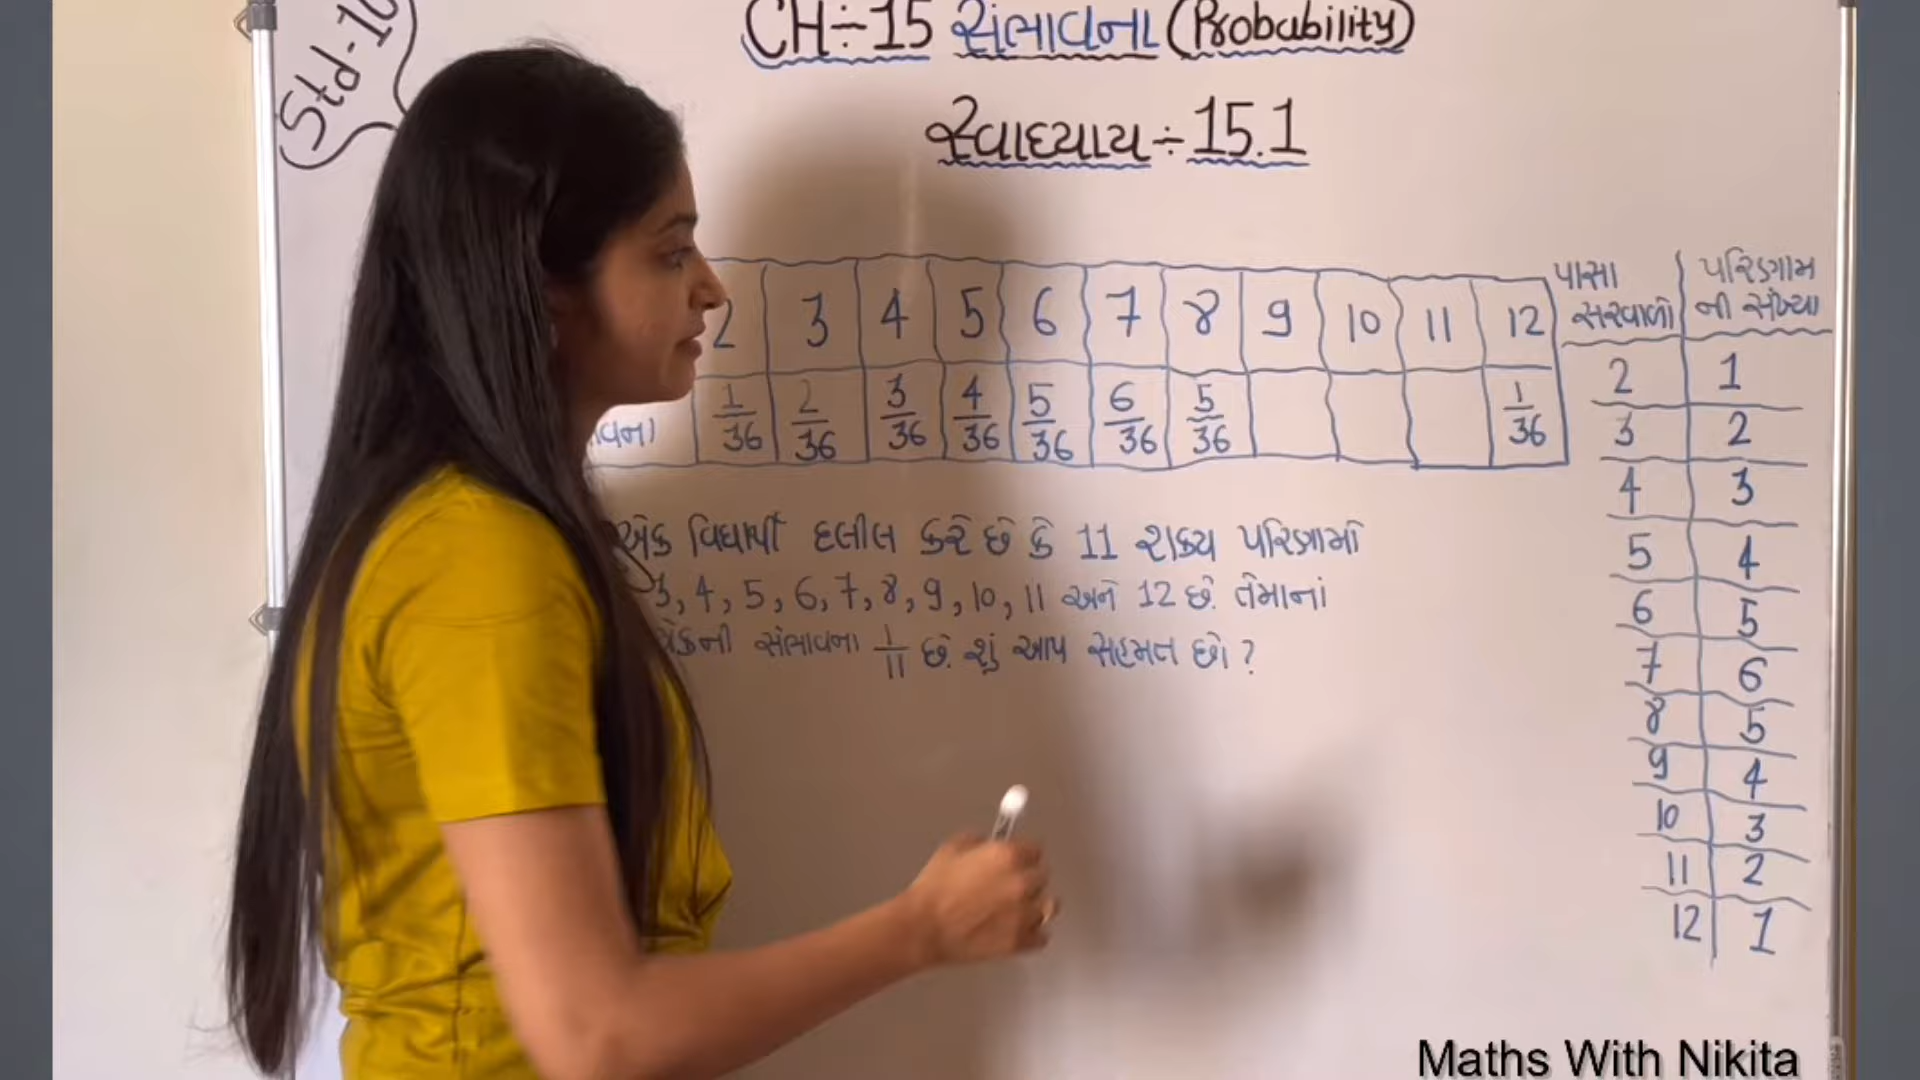 Std-10
CH÷15 સંભાવના (Probability)
સ્વાધ્યાય÷15.1
2 3 4 5 6 7 8 9 10 11 12
વના 1/36 2/36 3/36 4/36 5/36 6/36 5/36 1/36
એક વિદ્યાર્થી દલીલ કરે છે કે 11 શક્ય પરિણામો
3, 4, 5, 6, 7, 8, 9, 10, 11 અને 12 છે. તેમાનાં
સંભાવના 1/11 છે. શું આપ સહમત છો ?
પાસા પરિણામ
સરવાળો ની સંખ્યા
2 1
3 2
4 3
5 4
6 5
7 6
8 5
9 4
10 3
11 2
12 1
Maths With Nikita